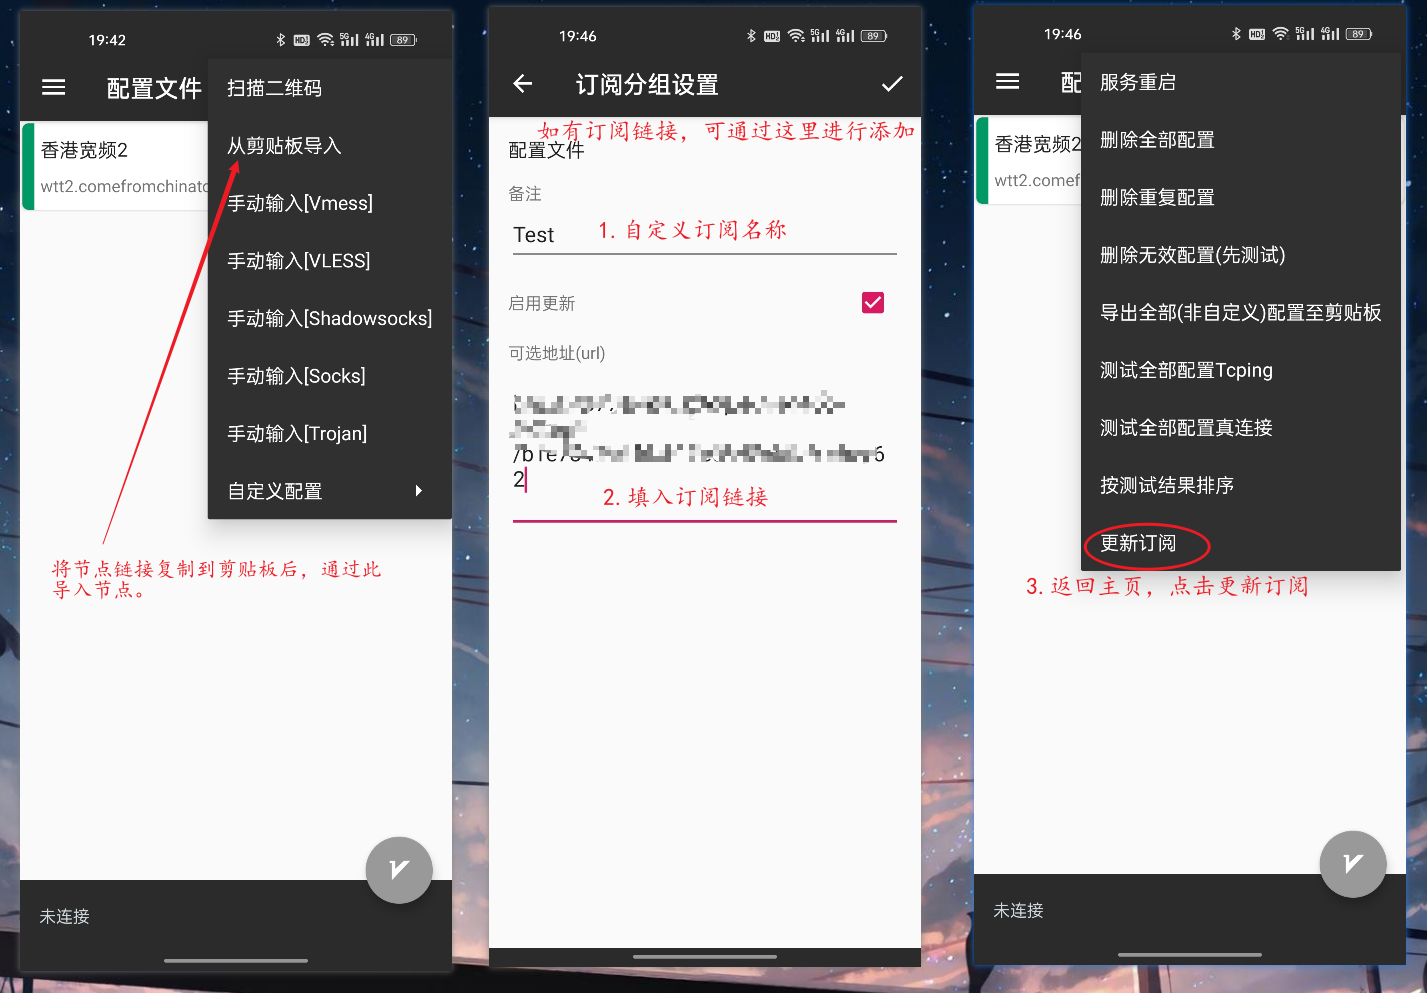 19:42
89
配置文件
扫描二维码
香港宽频2
从剪贴板导入
wtt2.comefromchinatc
手动输入[Vmess]
手动输入[VLESS]
手动输入[Shadowsocks]
手动输入[Socks]
手动输入[Trojan]
自定义配置
将节点链接复制到剪贴板后，通过此
导入节点。
未连接
19:46
89
订阅分组设置
如有订阅链接，可通过这里进行添加
配置文件
备注
Test
1. 自定义订阅名称
启用更新
可选地址(url)
2
2. 填入订阅链接
19:46
89
配
服务重启
删除全部配置
香港宽频2
删除重复配置
wtt2.comef
删除无效配置(先测试)
导出全部(非自定义)配置至剪贴板
测试全部配置Tcping
测试全部配置真连接
按测试结果排序
更新订阅
3. 返回主页，点击更新订阅
未连接